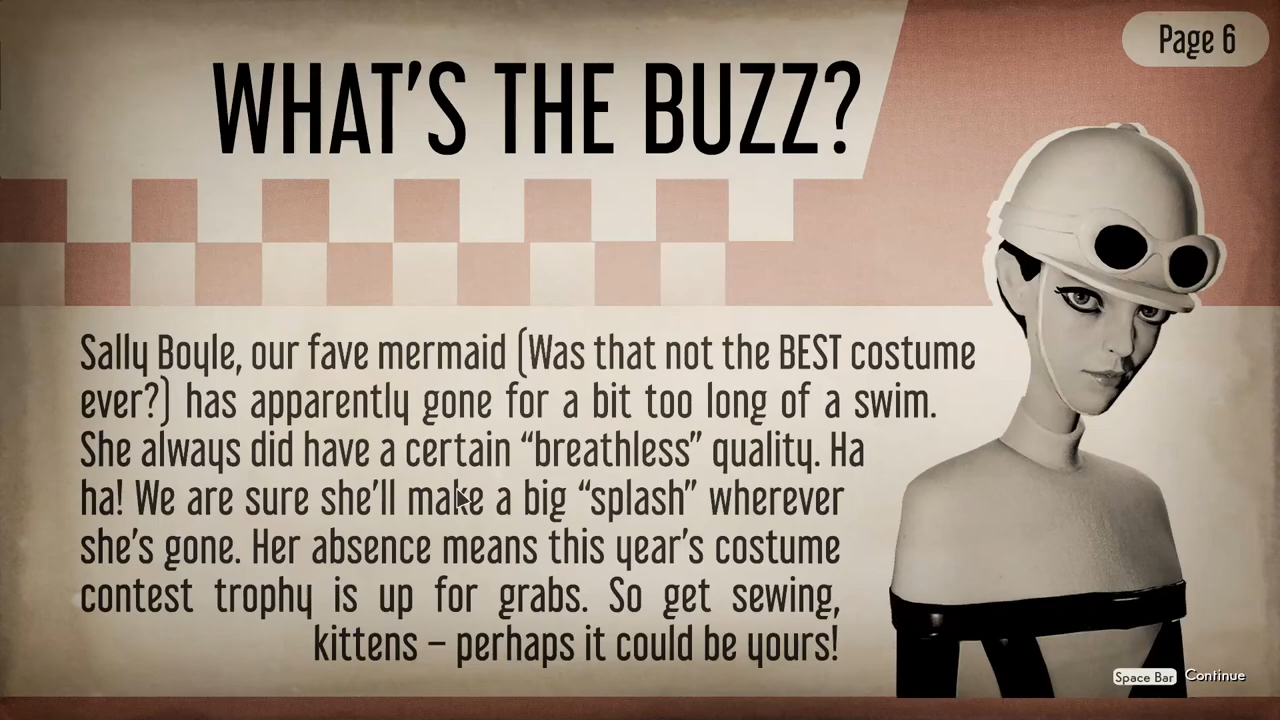 Page 6
WHAT'S THE BUZZ?
Sally Boyle, our fave mermaid (Was that not the BEST costume
ever?) has apparently gone for a bit too long of a swim.
She always did have a certain “breathless” quality. Ha
ha! We are sure she'll make a big “splash” wherever
she's gone. Her absence means this year's costume
contest trophy is up for grabs. So get sewing,
kittens – perhaps it could be yours!
Space Bar Continue